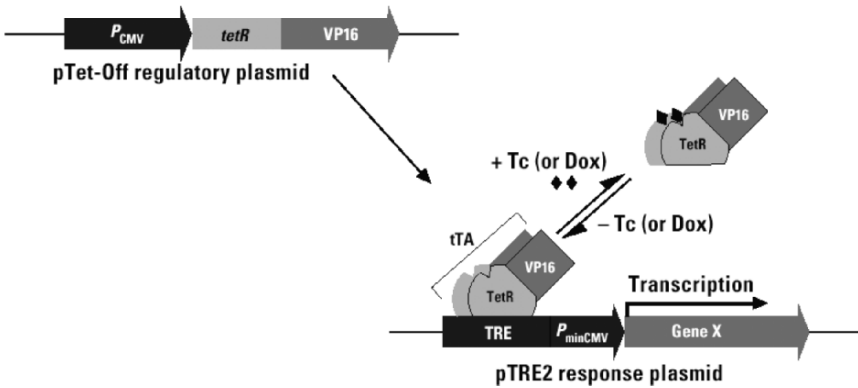 PCMV tetR VP16
pTet-Off regulatory plasmid
VP16
TetR
+ Tc (or Dox)
– Tc (or Dox)
tTA
VP16
TetR
Transcription
TRE PminCMV Gene X
pTRE2 response plasmid